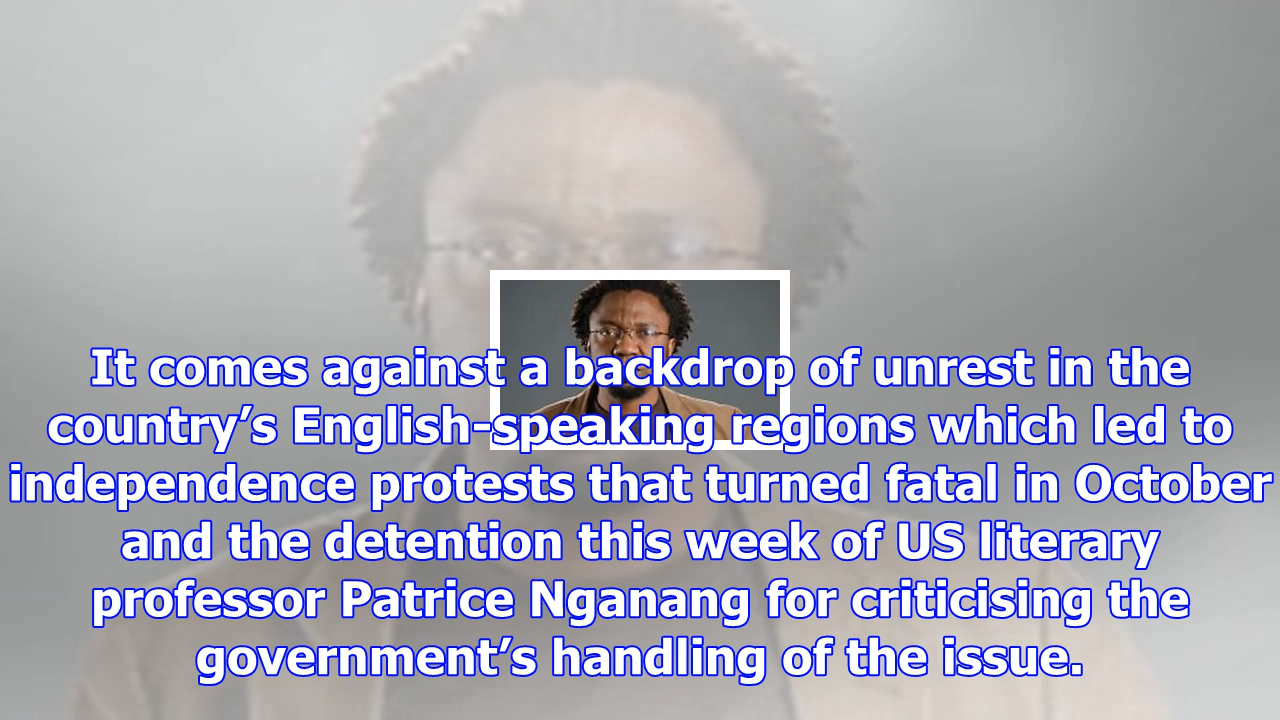 It comes against a backdrop of unrest in the
country’s English-speaking regions which led to
independence protests that turned fatal in October
and the detention this week of US literary
professor Patrice Nganang for criticising the
government’s handling of the issue.